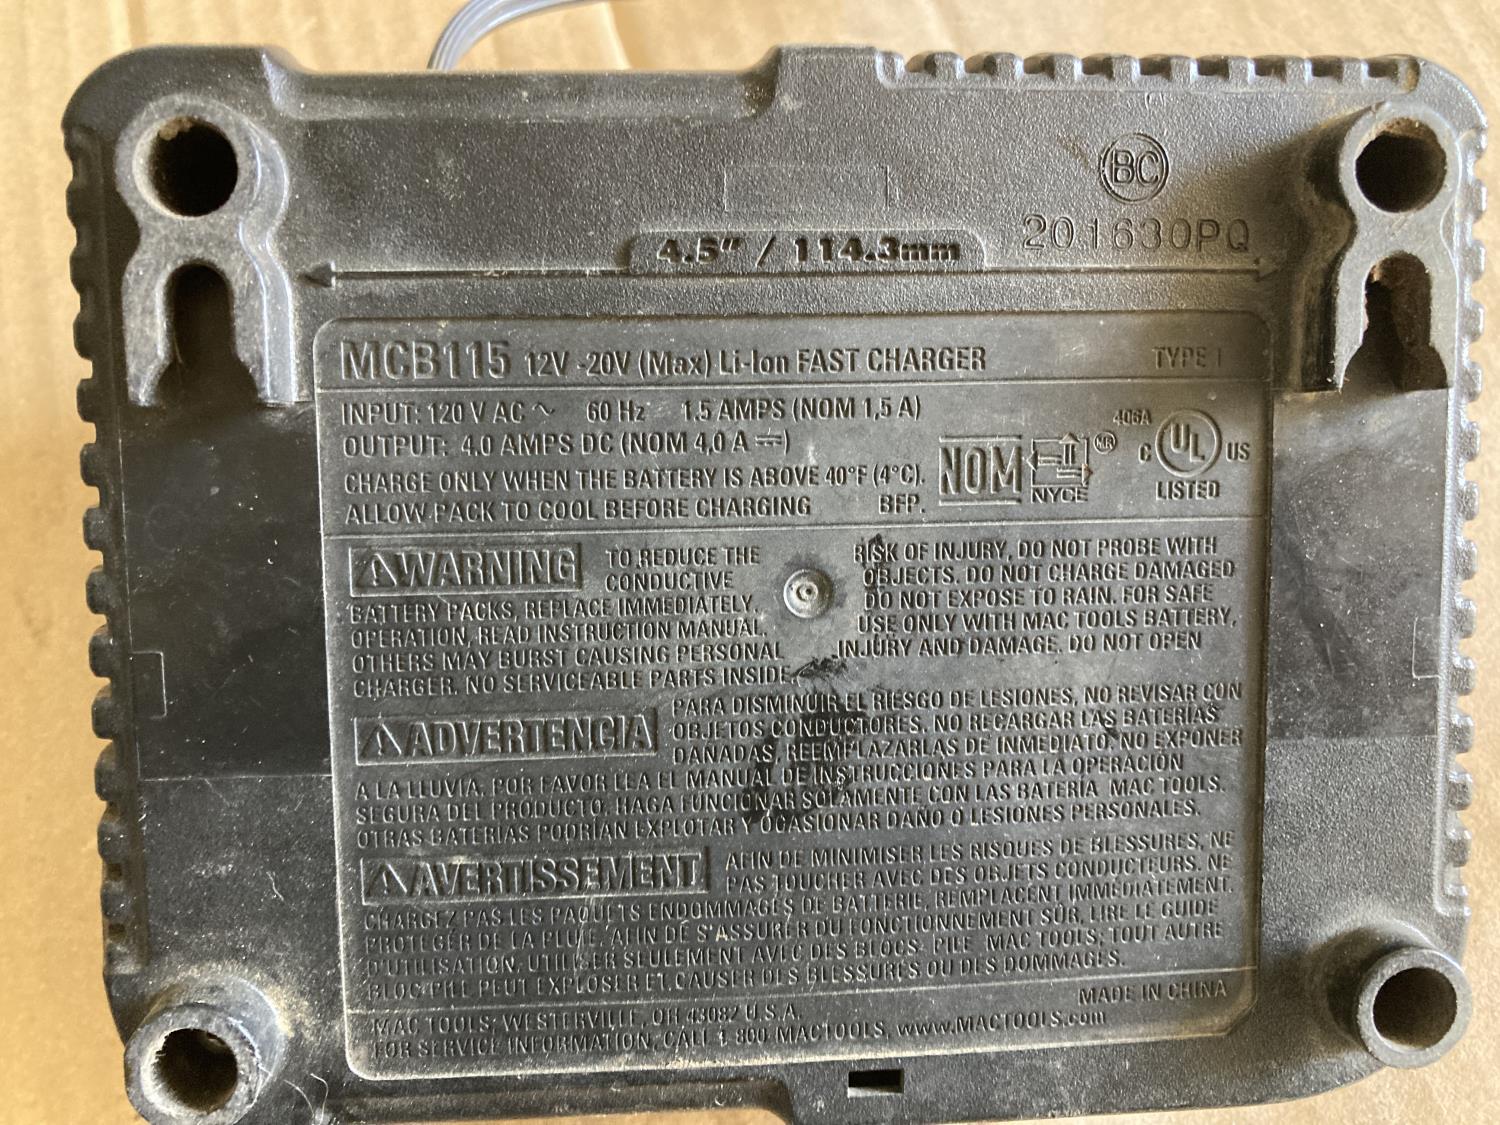 BC
201630PQ
4.5" / 114.3mm
MCB115 12V -20V (Max) Li-Ion FAST CHARGER TYPE 1
INPUT: 120 V AC ~ 60 Hz 1.5 AMPS (NOM 1,5 A)
OUTPUT: 4.0 AMPS DC (NOM 4,0 A ⎓)
CHARGE ONLY WHEN THE BATTERY IS ABOVE 40°F (4°C).
ALLOW PACK TO COOL BEFORE CHARGING BFP.
NOM NYCE MR
406A
C UL US
LISTED
⚠WARNING TO REDUCE THE RISK OF INJURY, DO NOT PROBE WITH
CONDUCTIVE OBJECTS. DO NOT CHARGE DAMAGED
BATTERY PACKS, REPLACE IMMEDIATELY. DO NOT EXPOSE TO RAIN. FOR SAFE
OPERATION, READ INSTRUCTION MANUAL. USE ONLY WITH MAC TOOLS BATTERY,
OTHERS MAY BURST CAUSING PERSONAL INJURY AND DAMAGE. DO NOT OPEN
CHARGER. NO SERVICEABLE PARTS INSIDE.
⚠ADVERTENCIA PARA DISMINUIR EL RIESGO DE LESIONES, NO REVISAR CON
OBJETOS CONDUCTORES. NO RECARGAR LAS BATERIAS
DAÑADAS, REEMPLAZARLAS DE INMEDIATO. NO EXPONER
A LA LLUVIA. POR FAVOR LEA EL MANUAL DE INSTRUCCIONES PARA LA OPERACIÓN
SEGURA DEL PRODUCTO. HAGA FUNCIONAR SOLAMENTE CON LAS BATERÍA MAC TOOLS.
OTRAS BATERIAS PODRÍAN EXPLOTAR Y OCASIONAR DAÑO O LESIONES PERSONALES.
⚠AVERTISSEMENT AFIN DE MINIMISER LES RISQUES DE BLESSURES, NE
PAS TOUCHER AVEC DES OBJETS CONDUCTEURS. NE
CHARGEZ PAS LES PAQUETS ENDOMMAGÉS DE BATTERIE, REMPLACENT IMMÉDIATEMENT.
PROTÉGER DE LA PLUIE. AFIN DE S'ASSURER DU FONCTIONNEMENT SÛR, LIRE LE GUIDE
D'UTILISATION, UTILISER SEULEMENT AVEC DES BLOCS- PILE MAC TOOLS; TOUT AUTRE
BLOC-PILE PEUT EXPLOSER ET CAUSER DES BLESSURES OU DES DOMMAGES.
MAC TOOLS; WESTERVILLE, OH 43082 U.S.A. MADE IN CHINA
FOR SERVICE INFORMATION, CALL 1 800 MACTOOLS, www.MACTOOLS.com